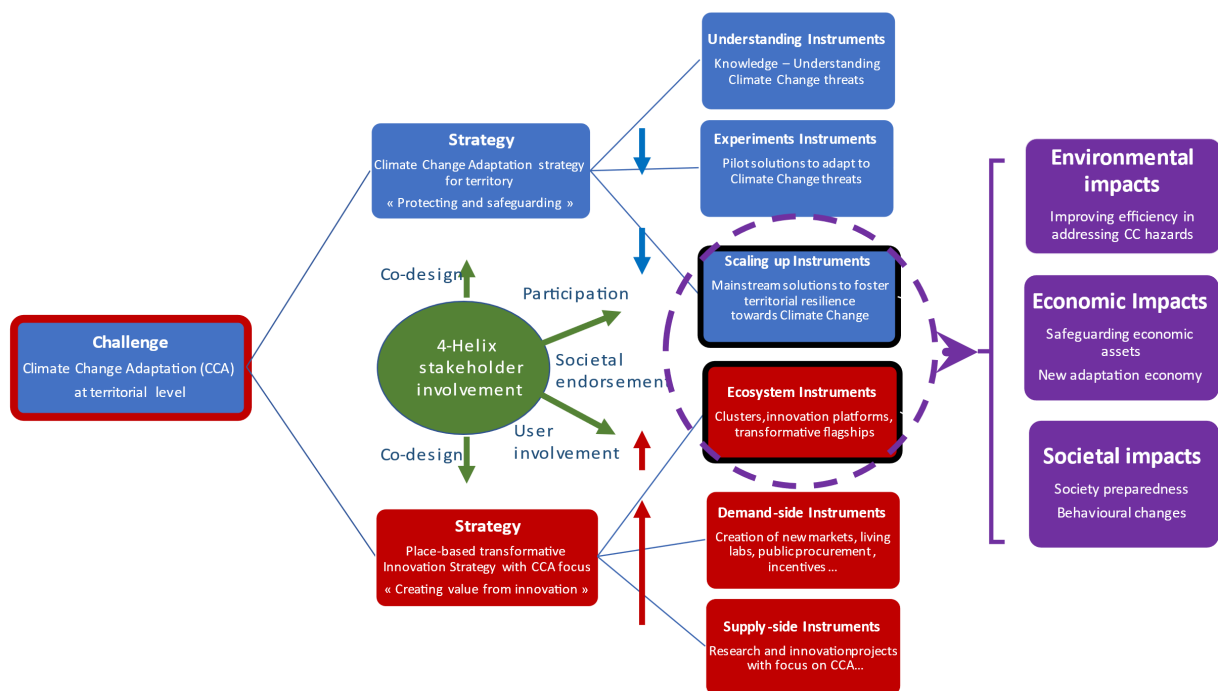 Challenge
Climate Change Adaptation (CCA)
at territorial level
Strategy
Climate Change Adaptation strategy
for territory
« Protecting and safeguarding »
Co-design
Participation
4-Helix
stakeholder
involvement
Societal
endorsement
User
involvement
Co-design
Strategy
Place-based transformative
Innovation Strategy with CCA focus
« Creating value from innovation »
Understanding Instruments
Knowledge – Understanding
Climate Change threats
Experiments Instruments
Pilot solutions to adapt to
Climate Change threats
Scaling up Instruments
Mainstream solutions to foster
territorial resilience
towards Climate Change
Ecosystem Instruments
Clusters, innovation platforms,
transformative flagships
Demand-side Instruments
Creation of new markets, living
labs, public procurement,
incentives ...
Supply-side Instruments
Research and innovationprojects
with focus on CCA...
Environmental
impacts
Improving efficiency in
addressing CC hazards
Economic Impacts
Safeguarding economic
assets
New adaptation economy
Societal impacts
Society preparedness
Behavioural changes